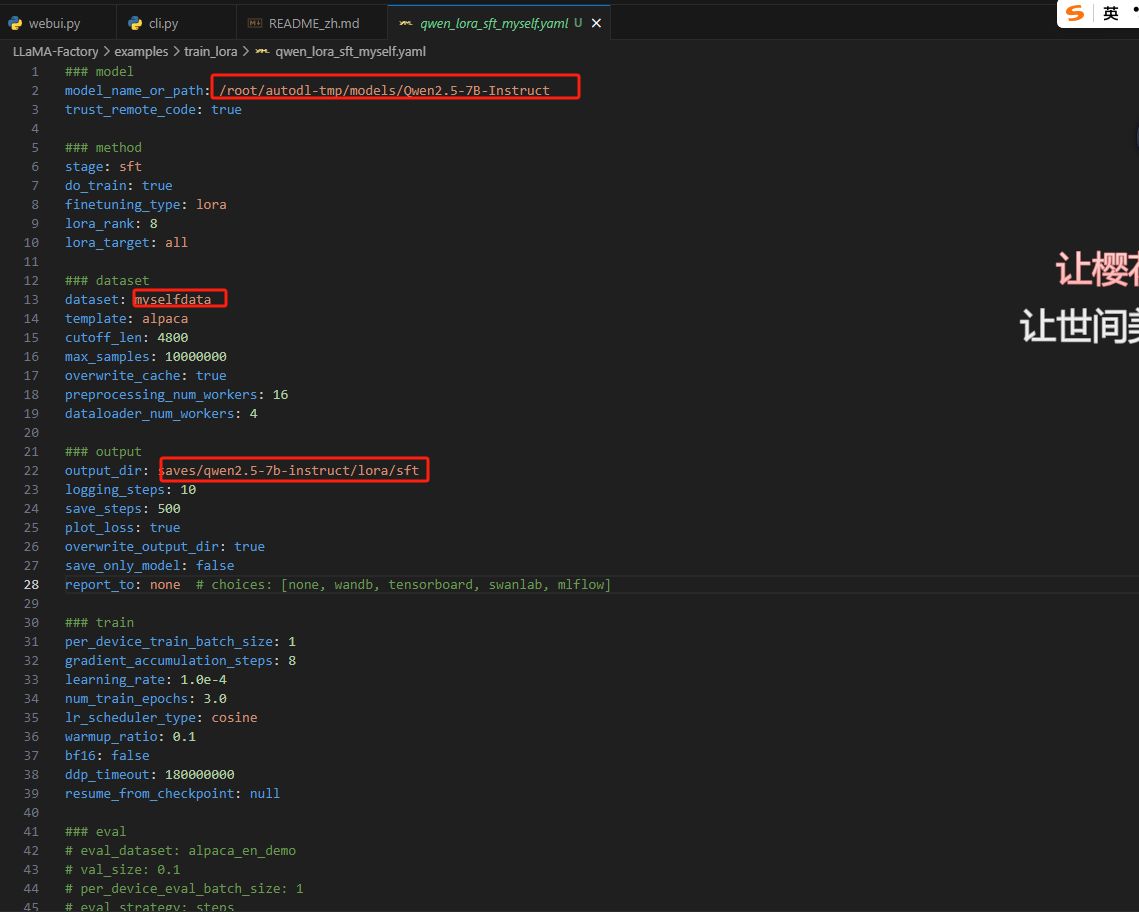 webui.py
cli.py
README_zh.md
qwen_lora_sft_myself.yaml U
英
LLaMA-Factory > examples > train_lora > qwen_lora_sft_myself.yaml
1 ### model
2 model_name_or_path: /root/autodl-tmp/models/Qwen2.5-7B-Instruct
3 trust_remote_code: true
4
5 ### method
6 stage: sft
7 do_train: true
8 finetuning_type: lora
9 lora_rank: 8
10 lora_target: all
11
12 ### dataset
13 dataset: myselfdata
14 template: alpaca
15 cutoff_len: 4800
16 max_samples: 10000000
17 overwrite_cache: true
18 preprocessing_num_workers: 16
19 dataloader_num_workers: 4
20
21 ### output
22 output_dir: saves/qwen2.5-7b-instruct/lora/sft
23 logging_steps: 10
24 save_steps: 500
25 plot_loss: true
26 overwrite_output_dir: true
27 save_only_model: false
28 report_to: none  # choices: [none, wandb, tensorboard, swanlab, mlflow]
29
30 ### train
31 per_device_train_batch_size: 1
32 gradient_accumulation_steps: 8
33 learning_rate: 1.0e-4
34 num_train_epochs: 3.0
35 lr_scheduler_type: cosine
36 warmup_ratio: 0.1
37 bf16: false
38 ddp_timeout: 180000000
39 resume_from_checkpoint: null
40
41 ### eval
42 # eval_dataset: alpaca_en_demo
43 # val_size: 0.1
44 # per_device_eval_batch_size: 1
45 # eval_strategy: steps
让樱
让世间